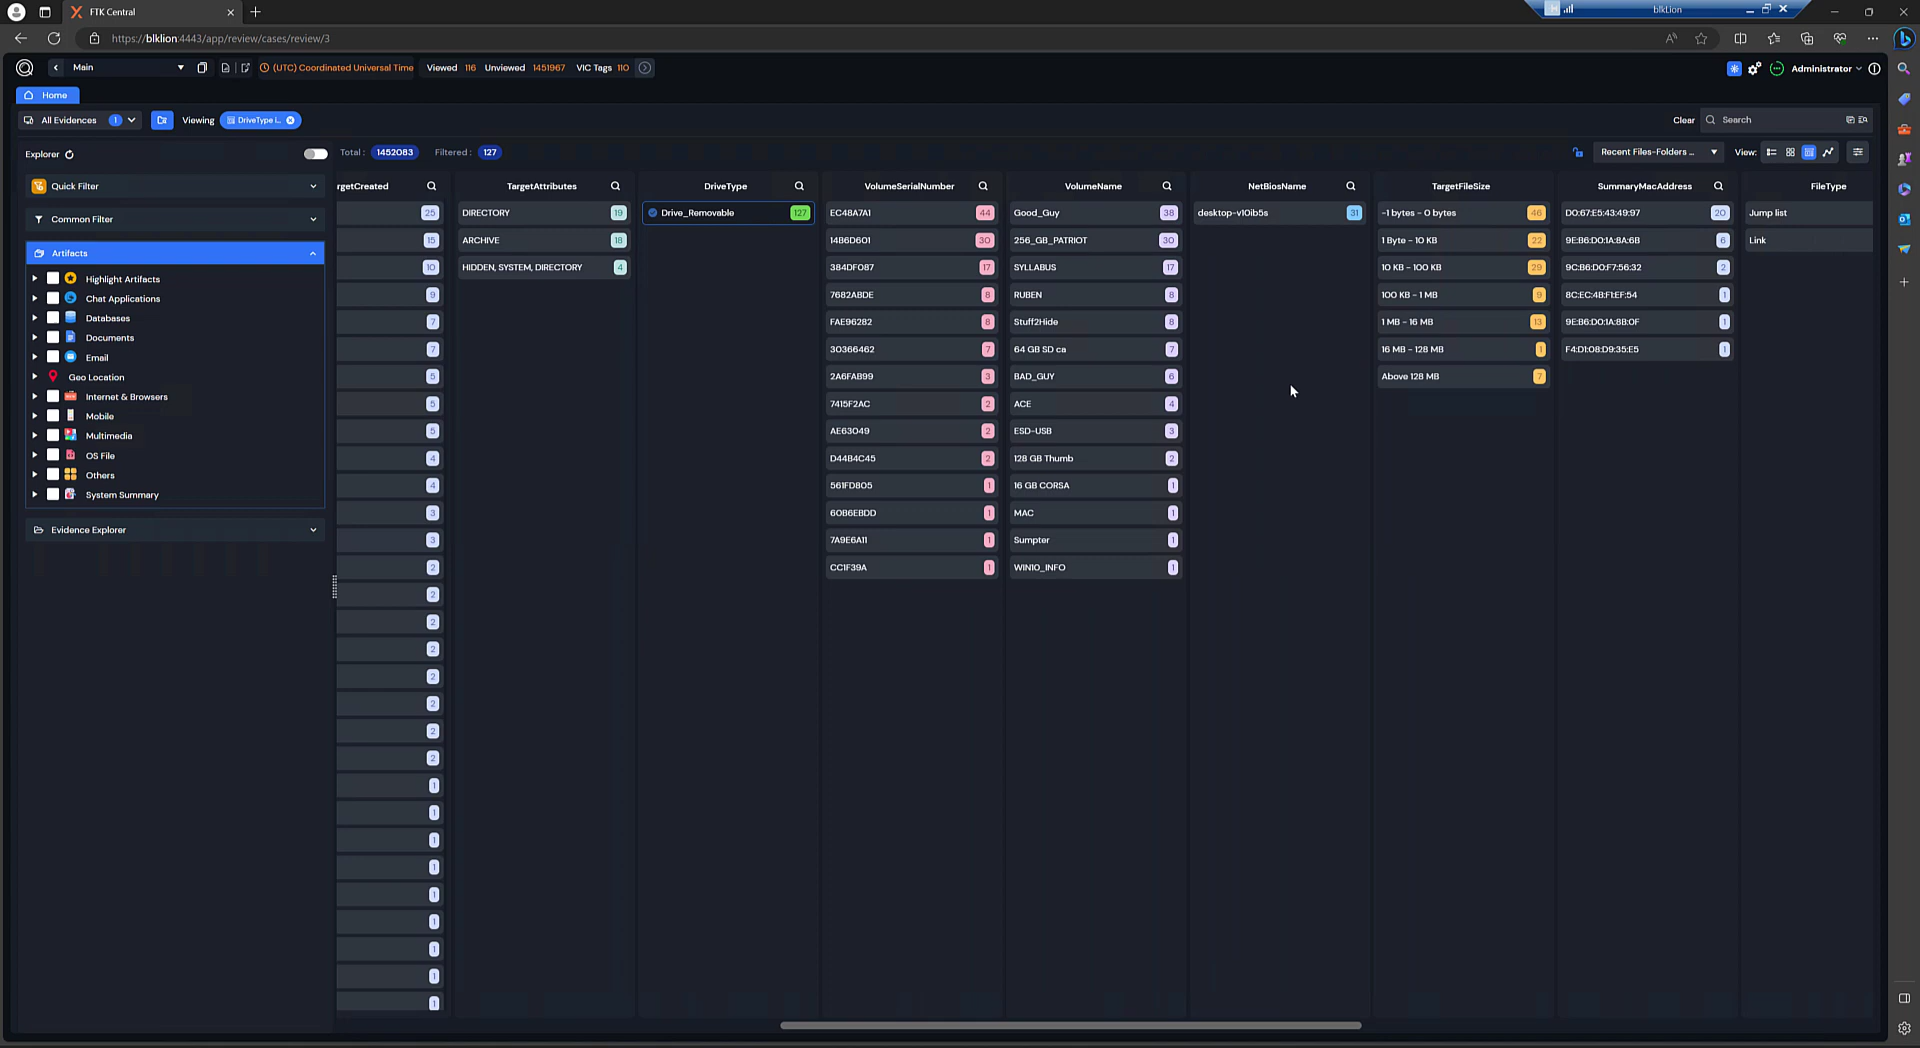 FTK Central
blkLion
https://blklion:4443/app/review/cases/review/3
Main
(UTC) Coordinated Universal Time
Viewed 116 Unviewed 1451967 VIC Tags 110
Administrator
Home
All Evidences 1
Viewing
DriveType i...
Clear
Search
Explorer
Total : 1452083 Filtered : 127
Recent Files-Folders ...
View:
Quick Filter
Common Filter
Artifacts
Highlight Artifacts
Chat Applications
Databases
Documents
Email
Geo Location
Internet & Browsers
Mobile
Multimedia
OS File
Others
System Summary
Evidence Explorer
rgetCreated
25
15
10
9
7
7
5
5
5
4
4
3
3
2
2
2
2
2
2
2
2
1
1
1
1
1
1
1
1
1
TargetAttributes
DIRECTORY 19
ARCHIVE 18
HIDDEN, SYSTEM, DIRECTORY 4
DriveType
Drive_Removable 127
VolumeSerialNumber
EC48A7A1 44
14B6D601 30
384DF087 17
7682ABDE 8
FAE96282 8
30366462 7
2A6FAB99 3
7415F2AC 2
AE63049 2
D44B4C45 2
561FD805 1
60B6EBDD 1
7A9E6A11 1
CC1F39A 1
VolumeName
Good_Guy 38
256_GB_PATRIOT 30
SYLLABUS 17
RUBEN 8
Stuff2Hide 8
64 GB SD ca 7
BAD_GUY 6
ACE 4
ESD-USB 3
128 GB Thumb 2
16 GB CORSA 1
MAC 1
Sumpter 1
WIN10_INFO 1
NetBiosName
desktop-v10ib5s 31
TargetFileSize
-1 bytes - 0 bytes 46
1 Byte - 10 KB 22
10 KB - 100 KB 29
100 KB - 1 MB 9
1 MB - 16 MB 13
16 MB - 128 MB 1
Above 128 MB 7
SummaryMacAddress
D0:67:E5:43:49:97 20
9E:B6:D0:1A:8A:6B 6
9C:B6:D0:F7:56:32 2
8C:EC:4B:F1:EF:54 1
9E:B6:D0:1A:8B:0F 1
F4:D1:08:D9:35:E5 1
FileType
Jump list
Link